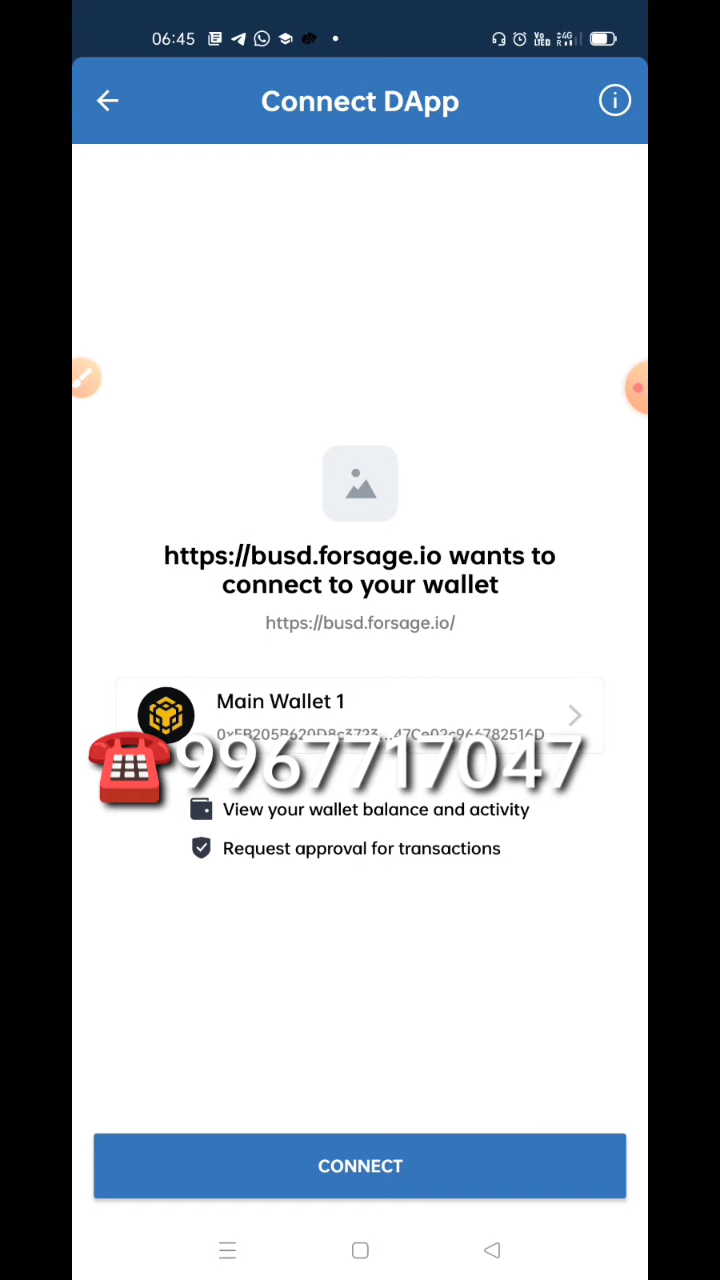 06:45
Connect DApp
https://busd.forsage.io wants to
connect to your wallet
https://busd.forsage.io/
Main Wallet 1
9967717047
View your wallet balance and activity
Request approval for transactions
CONNECT